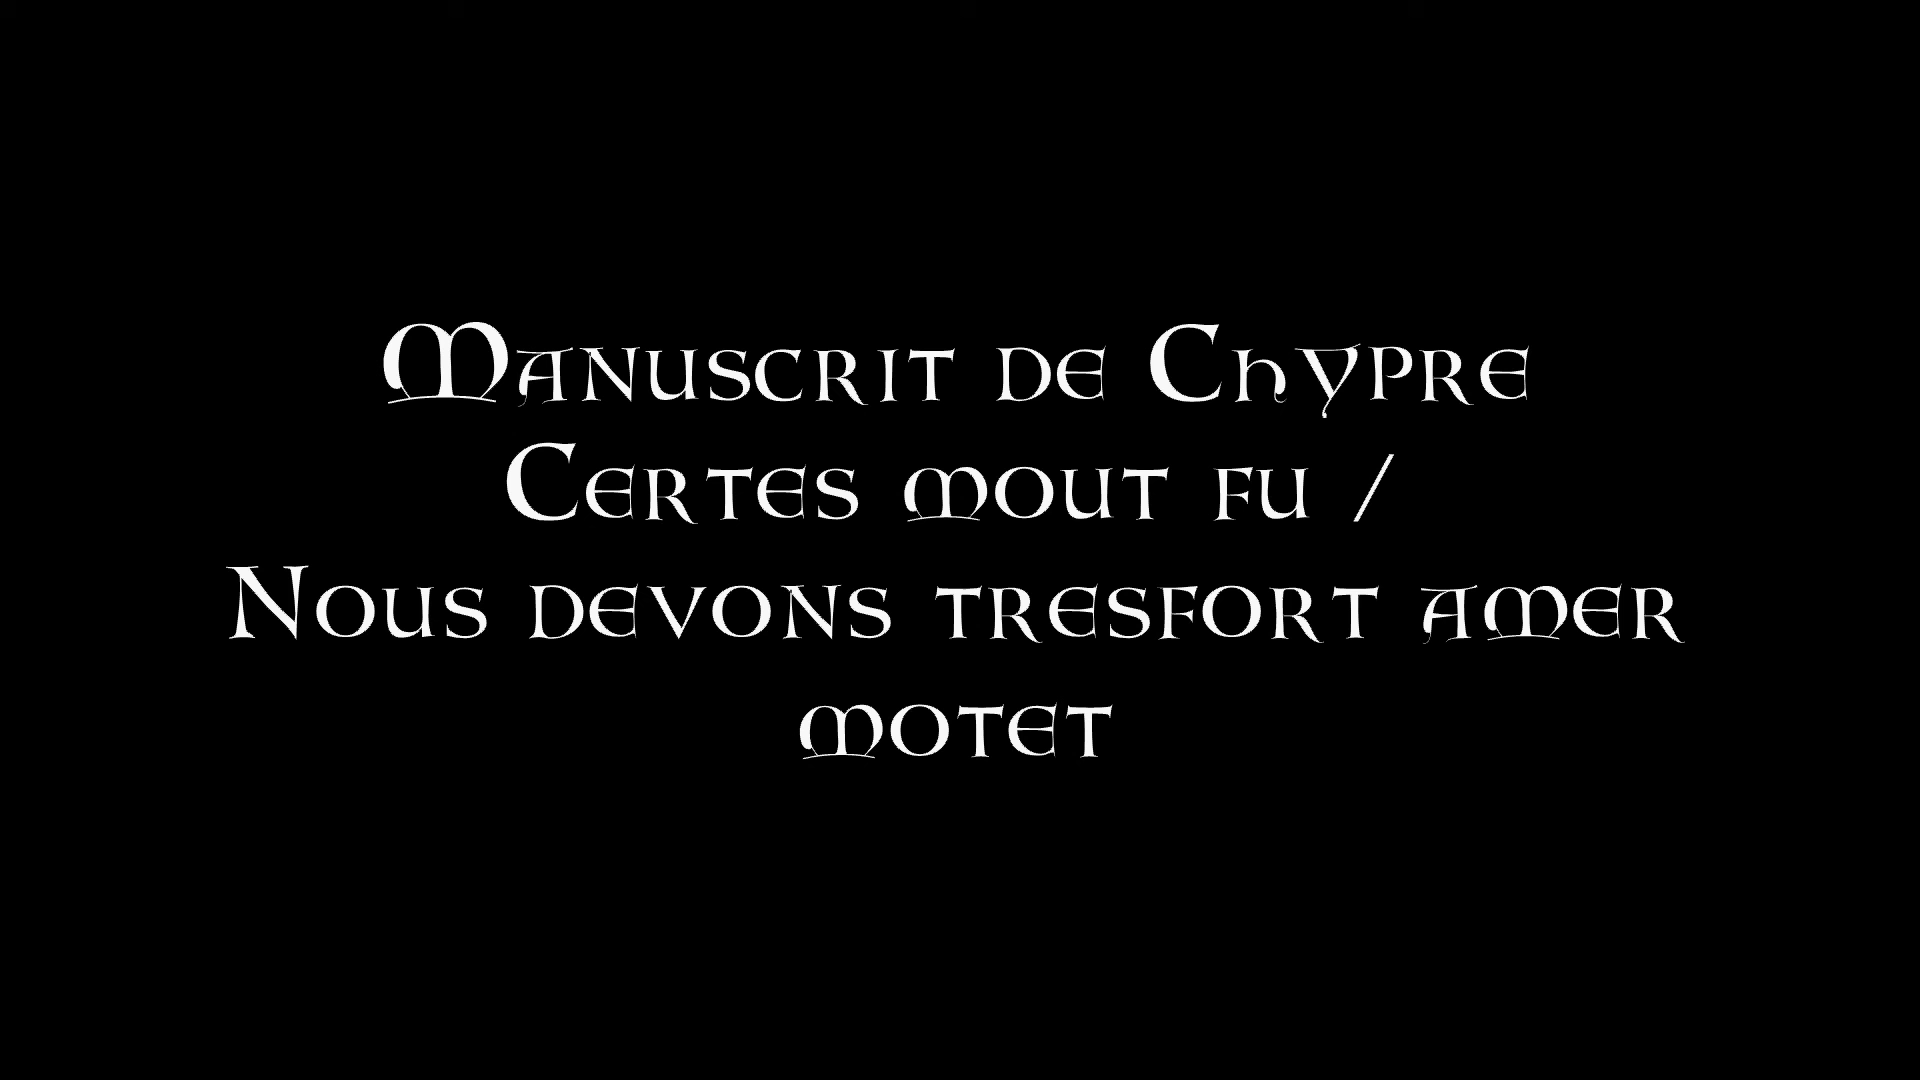 Manuscrit de Chypre
Certes mout fu /
Nous devons tresfort amer
motet